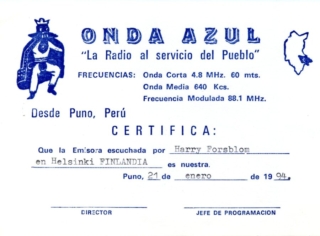 ONDA AZUL
"La Radio al servicio del Pueblo"
FRECUENCIAS: Onda Corta 4.8 MHz. 60 mts.
Onda Media 640 Kcs.
Frecuencia Modulada 88.1 MHz.
Desde Puno, Perú
CERTIFICA:
Que la Emisora escuchada por Harry Forsblom
en Helsinki FINLANDIA es nuestra.
Puno, 21 de enero de 1994.
DIRECTOR JEFE DE PROGRAMACION